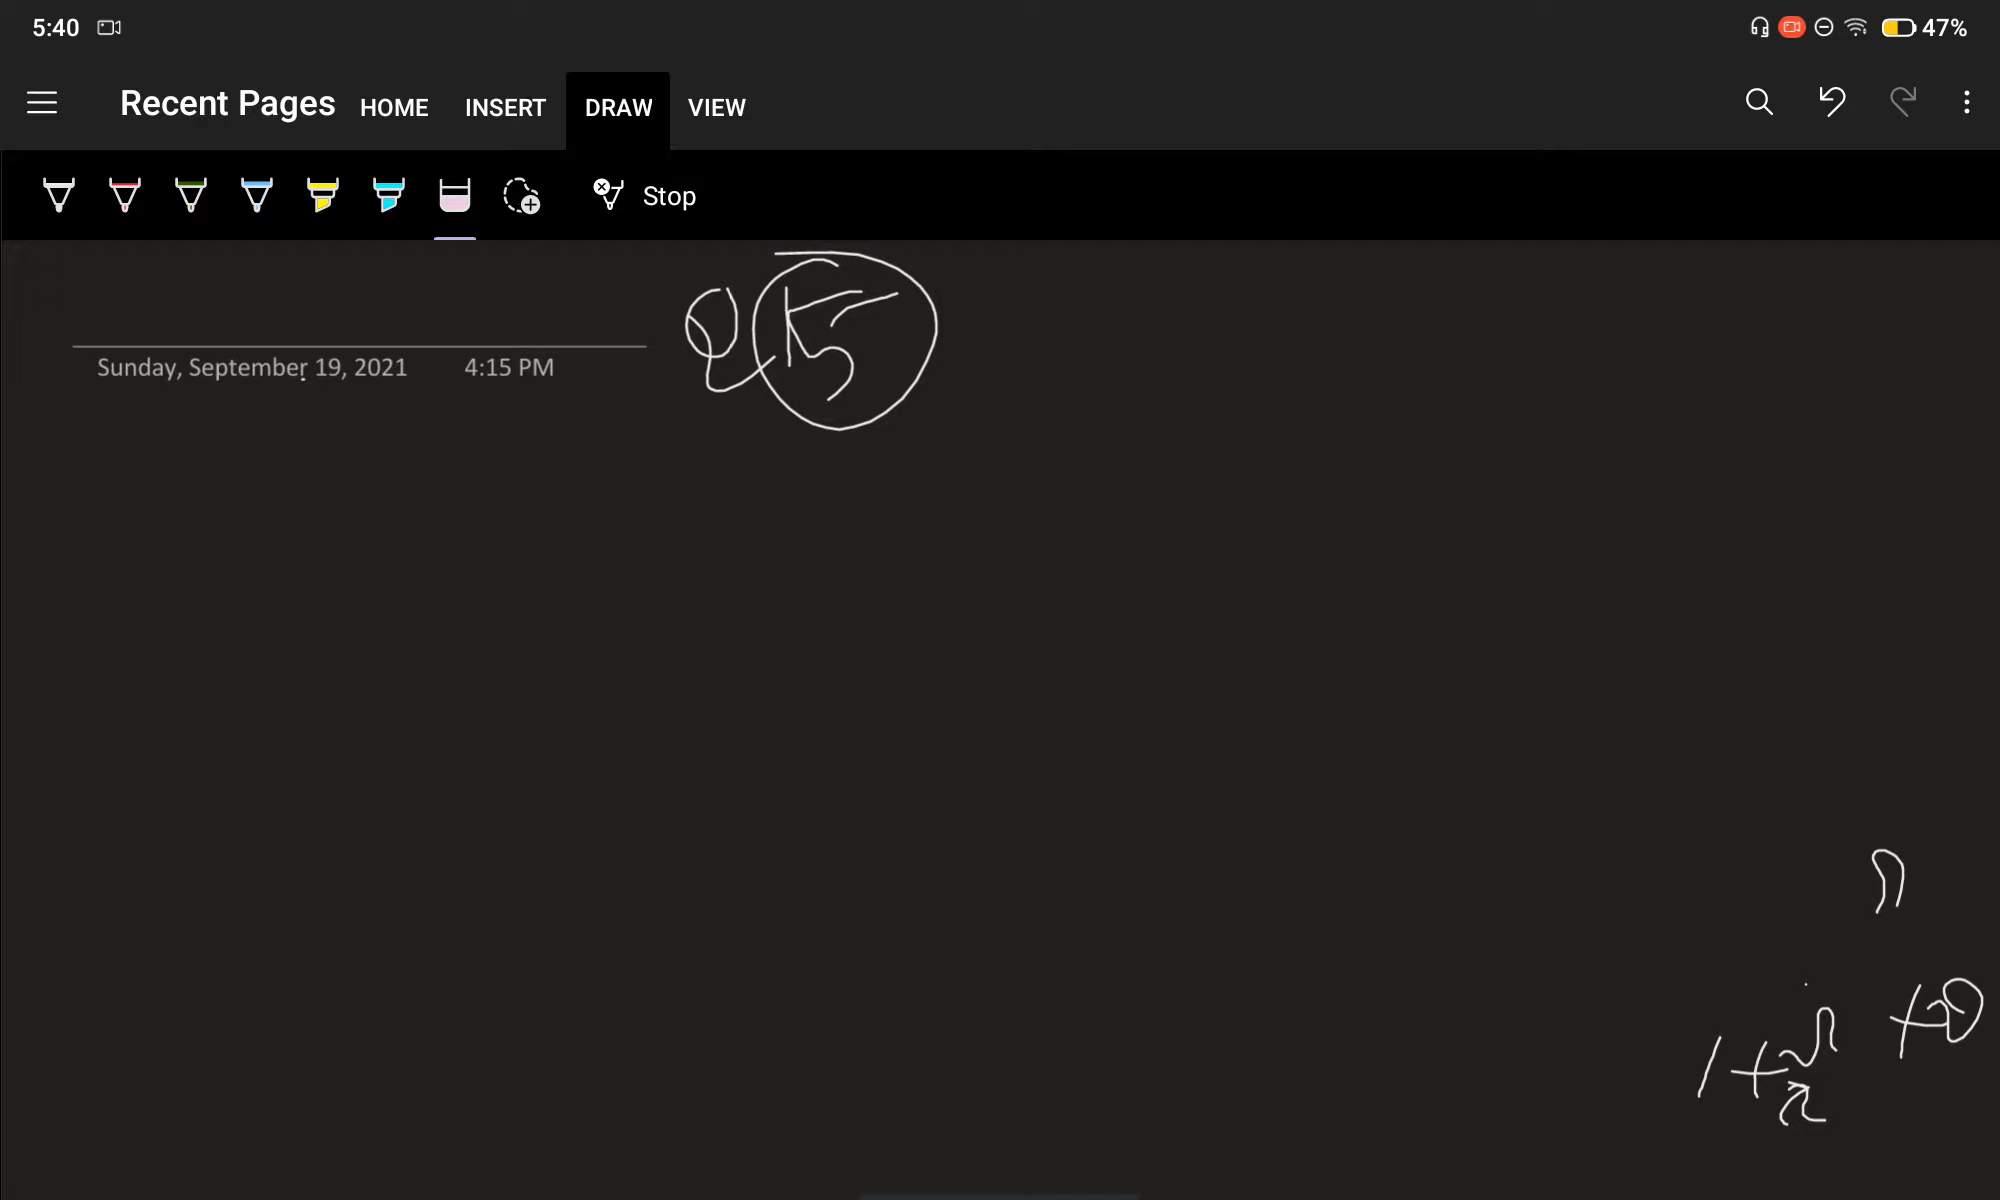 5:40 47%
Recent Pages HOME INSERT DRAW VIEW
Stop
Sunday, September 19, 2021 4:15 PM